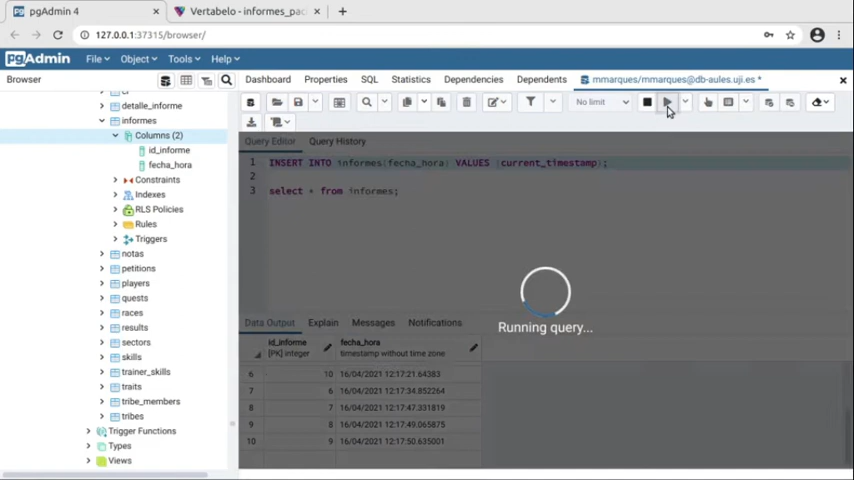 pgAdmin 4
Vertabelo - informes_pac
127.0.0.1:37315/browser/
pgAdmin
File
Object
Tools
Help
Browser
Dashboard
Properties
SQL
Statistics
Dependencies
Dependents
mmarques/mmarques@db-aules.uji.es *
No limit
detalle_informe
informes
Columns (2)
id_informe
fecha_hora
Constraints
Indexes
RLS Policies
Rules
Triggers
notas
petitions
players
quests
races
results
sectors
skills
trainer_skills
traits
tribe_members
tribes
Trigger Functions
Types
Views
Query Editor
Query History
1 INSERT INTO informes(fecha_hora) VALUES (current_timestamp);
2
3 select * from informes;
Running query...
Data Output
Explain
Messages
Notifications
id_informe
[PK] integer
fecha_hora
timestamp without time zone
6 10 16/04/2021 12:17:21.64383
7 6 16/04/2021 12:17:34.852264
8 7 16/04/2021 12:17:47.331819
9 8 16/04/2021 12:17:49.065875
10 9 16/04/2021 12:17:50.635001